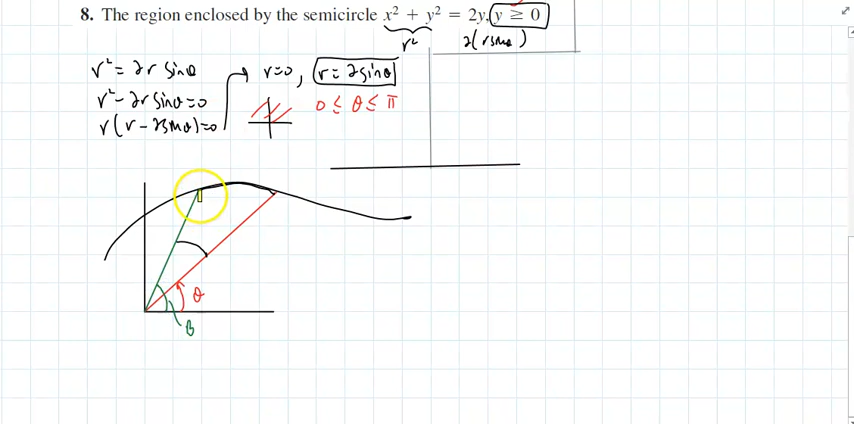 8. The region enclosed by the semicircle x² + y² = 2y, y ≥ 0
r² 2(r sinθ)
r² = 2r sinθ
r² - 2r sinθ = 0
r(r - 2sinθ) = 0
r = 0, r = 2sinθ
0 ≤ θ ≤ π
θ
β